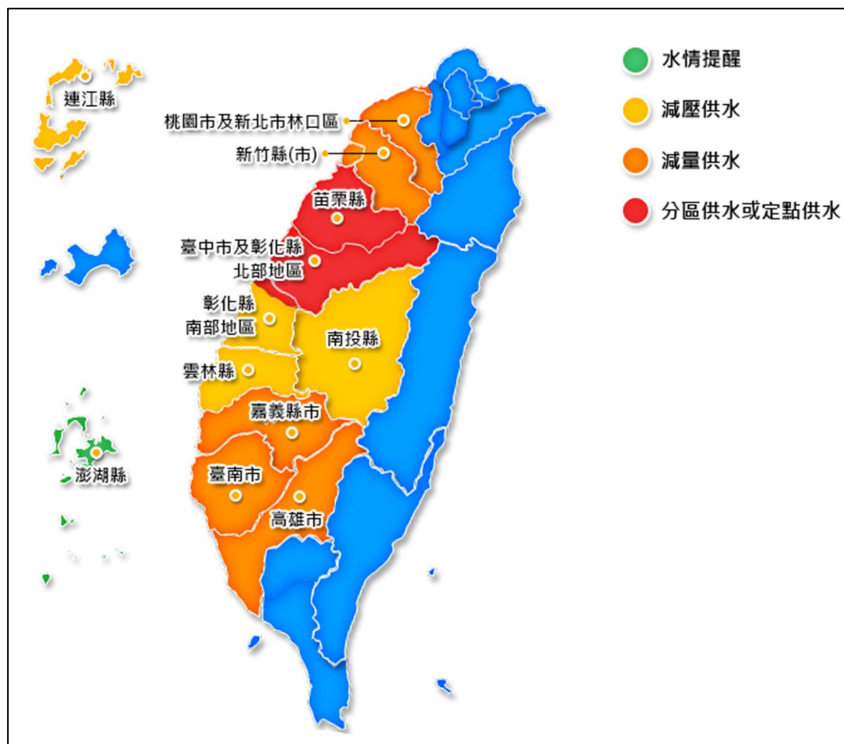 水情提醒
減壓供水
減量供水
分區供水或定點供水
連江縣
桃園市及新北市林口區
新竹縣(市)
苗栗縣
臺中市及彰化縣
北部地區
彰化縣
南部地區
南投縣
雲林縣
嘉義縣市
澎湖縣
臺南市
高雄市